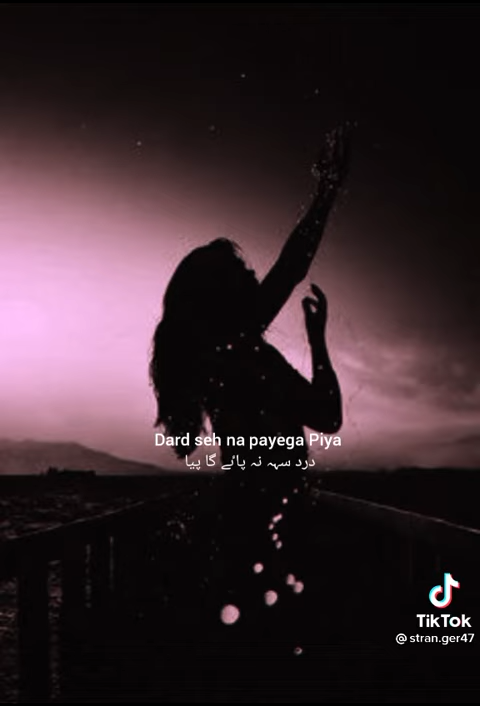 Dard seh na payega Piya
درد سہہ نہ پائے گا پیا
TikTok
@stran.ger47